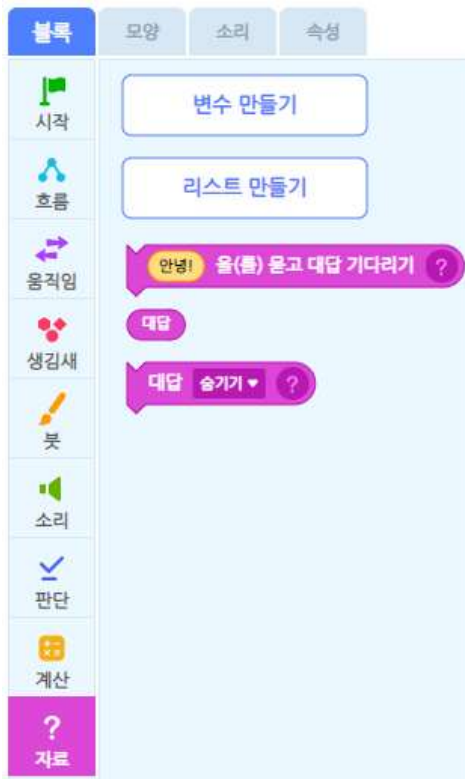 블록 모양 소리 속성
시작
흐름
움직임
생김새
붓
소리
판단
계산
?
자료
변수 만들기
리스트 만들기
안녕! 을(를) 묻고 대답 기다리기 ?
대답
대답 숨기기 ▼ ?